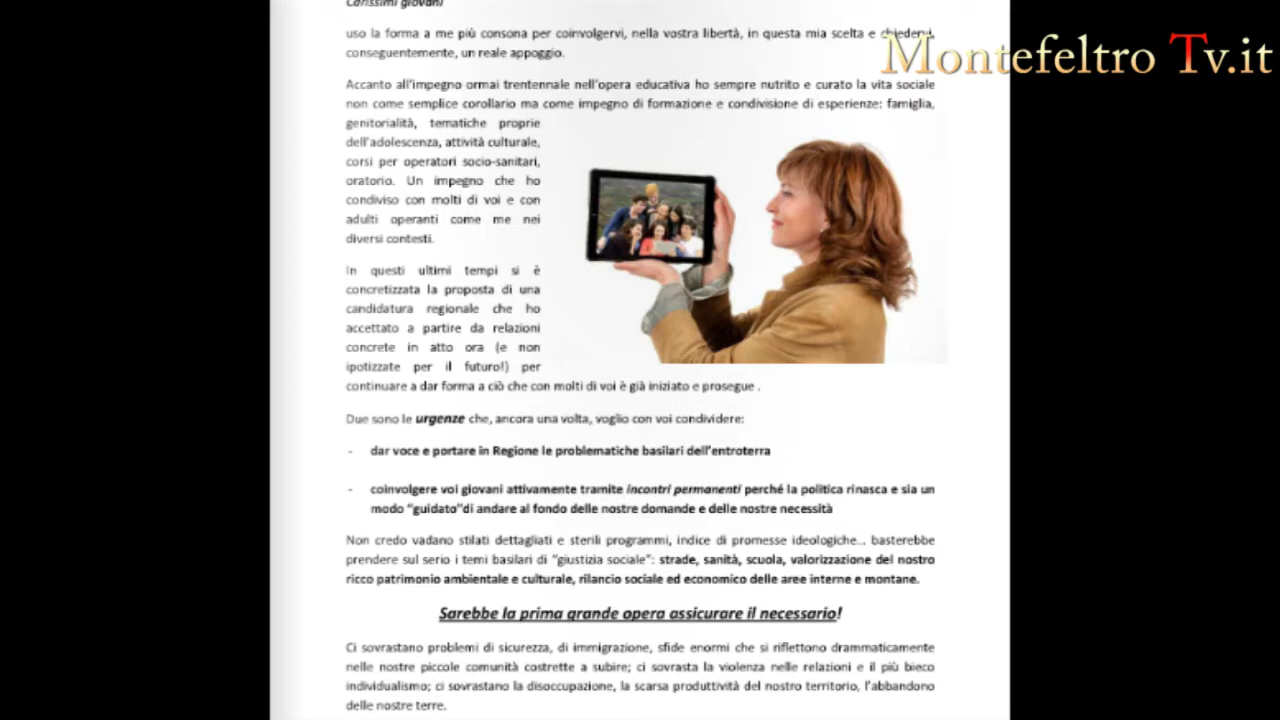 Carissimi giovani
Montefeltro Tv.it
uso la forma a me più consona per coinvolgervi, nella vostra libertà, in questa mia scelta e chiedervi,
conseguentemente, un reale appoggio.
Accanto all'impegno ormai trentennale nell'opera educativa ho sempre nutrito e curato la vita sociale
non come semplice corollario ma come impegno di formazione e condivisione di esperienze: famiglia,
genitorialità, tematiche proprie
dell'adolescenza, attività culturale,
corsi per operatori socio-sanitari,
oratorio. Un impegno che ho
condiviso con molti di voi e con
adulti operanti come me nei
diversi contesti.
In questi ultimi tempi si è
concretizzata la proposta di una
candidatura regionale che ho
accettato a partire da relazioni
concrete in atto ora (e non
ipotizzate per il futuro!) per
continuare a dar forma a ciò che con molti di voi è già iniziato e prosegue .
Due sono le urgenze che, ancora una volta, voglio con voi condividere:
- dar voce e portare in Regione le problematiche basilari dell'entroterra
- coinvolgere voi giovani attivamente tramite incontri permanenti perché la politica rinasca e sia un
modo "guidato"di andare al fondo delle nostre domande e delle nostre necessità
Non credo vadano stilati dettagliati e sterili programmi, indice di promesse ideologiche... basterebbe
prendere sul serio i temi basilari di "giustizia sociale": strade, sanità, scuola, valorizzazione del nostro
ricco patrimonio ambientale e culturale, rilancio sociale ed economico delle aree interne e montane.
Sarebbe la prima grande opera assicurare il necessario!
Ci sovrastano problemi di sicurezza, di immigrazione, sfide enormi che si riflettono drammaticamente
nelle nostre piccole comunità costrette a subire; ci sovrasta la violenza nelle relazioni e il più bieco
individualismo; ci sovrastano la disoccupazione, la scarsa produttività del nostro territorio, l'abbandono
delle nostre terre.